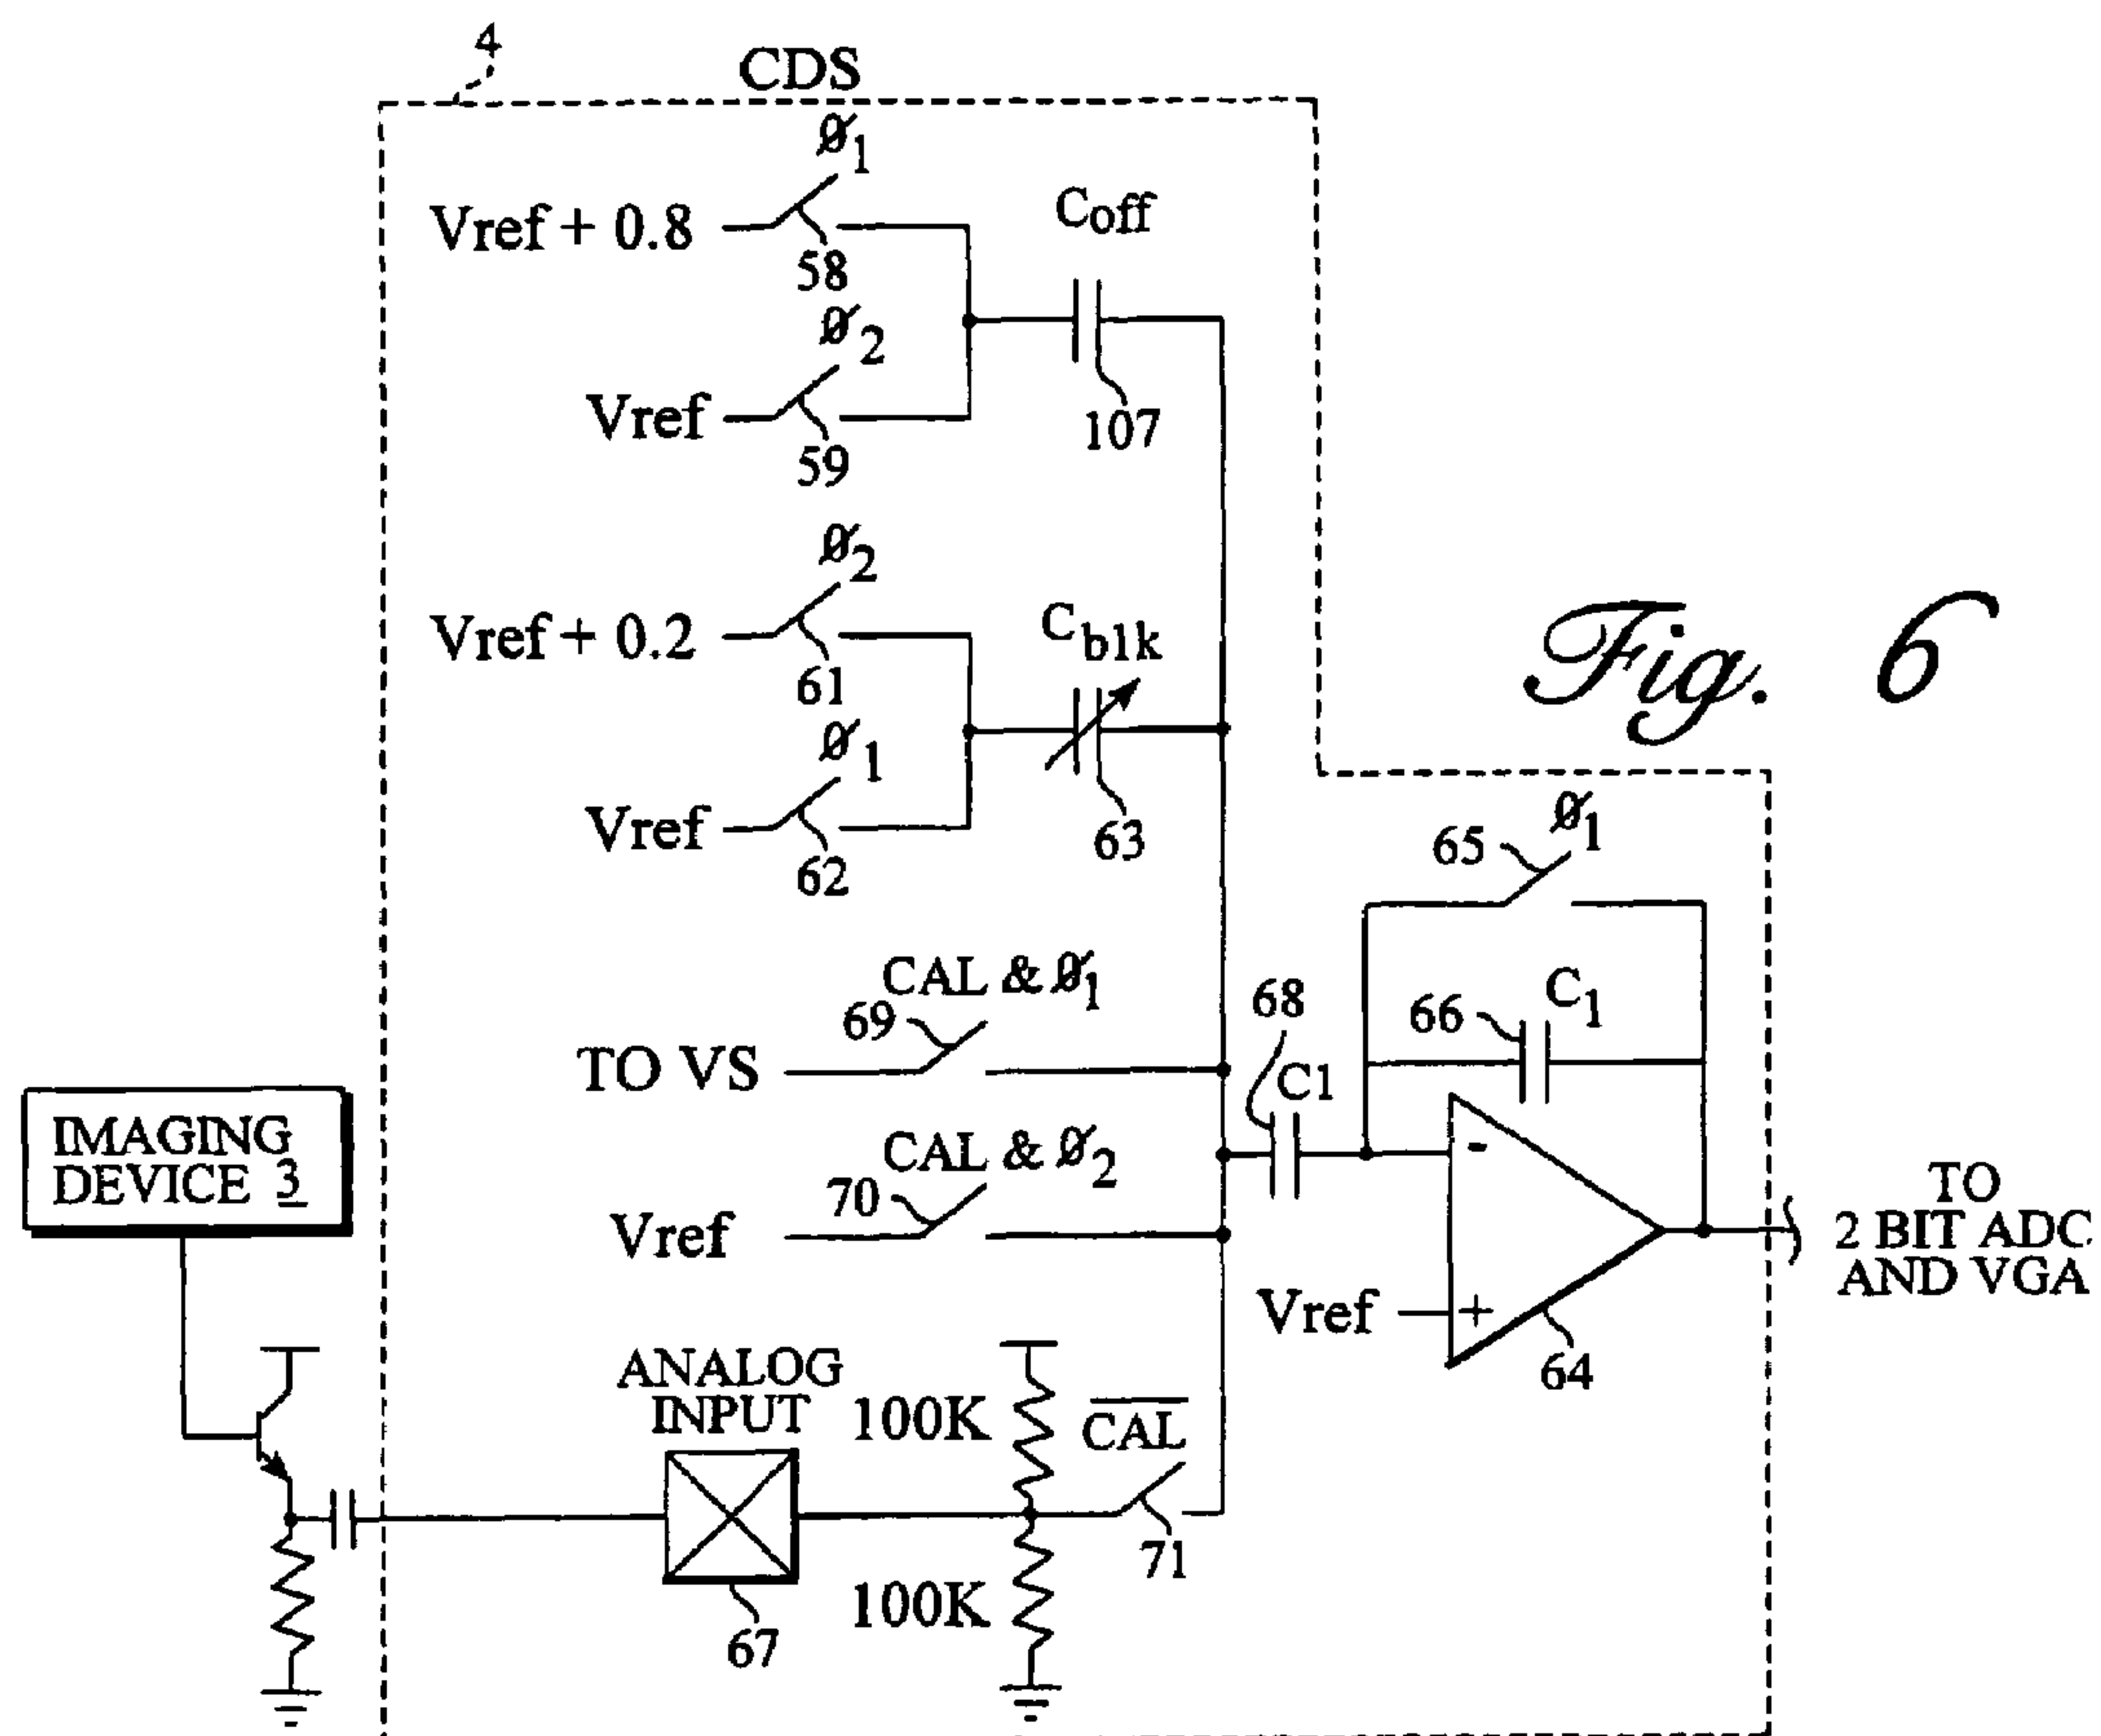 4
CDS
Ø1
Vref + 0.8
Coff
58
Ø2
Vref
107
59
Ø2
Vref + 0.2
Cblk
61
Ø1
Vref
63
62
Fig. 6
65
Ø1
CAL & Ø1
69
TO VS
68
C1
66
C1
CAL & Ø2
70
Vref
IMAGING
DEVICE 3
-
Vref
+
64
TO
2 BIT ADC
AND VGA
ANALOG
INPUT
100K
CAL
71
100K
67